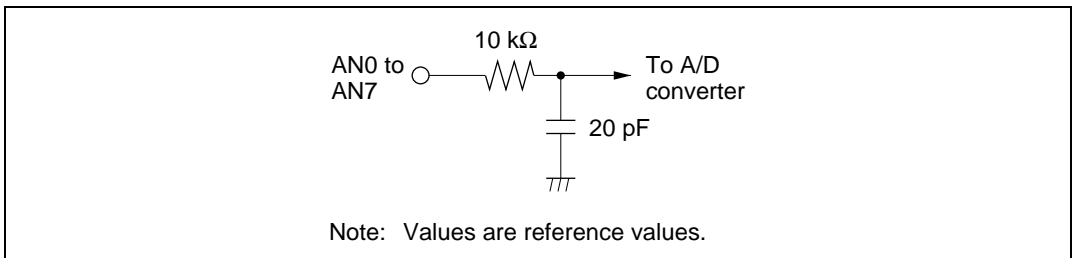 10 kΩ
AN0 to
AN7
To A/D
converter
20 pF
Note: Values are reference values.